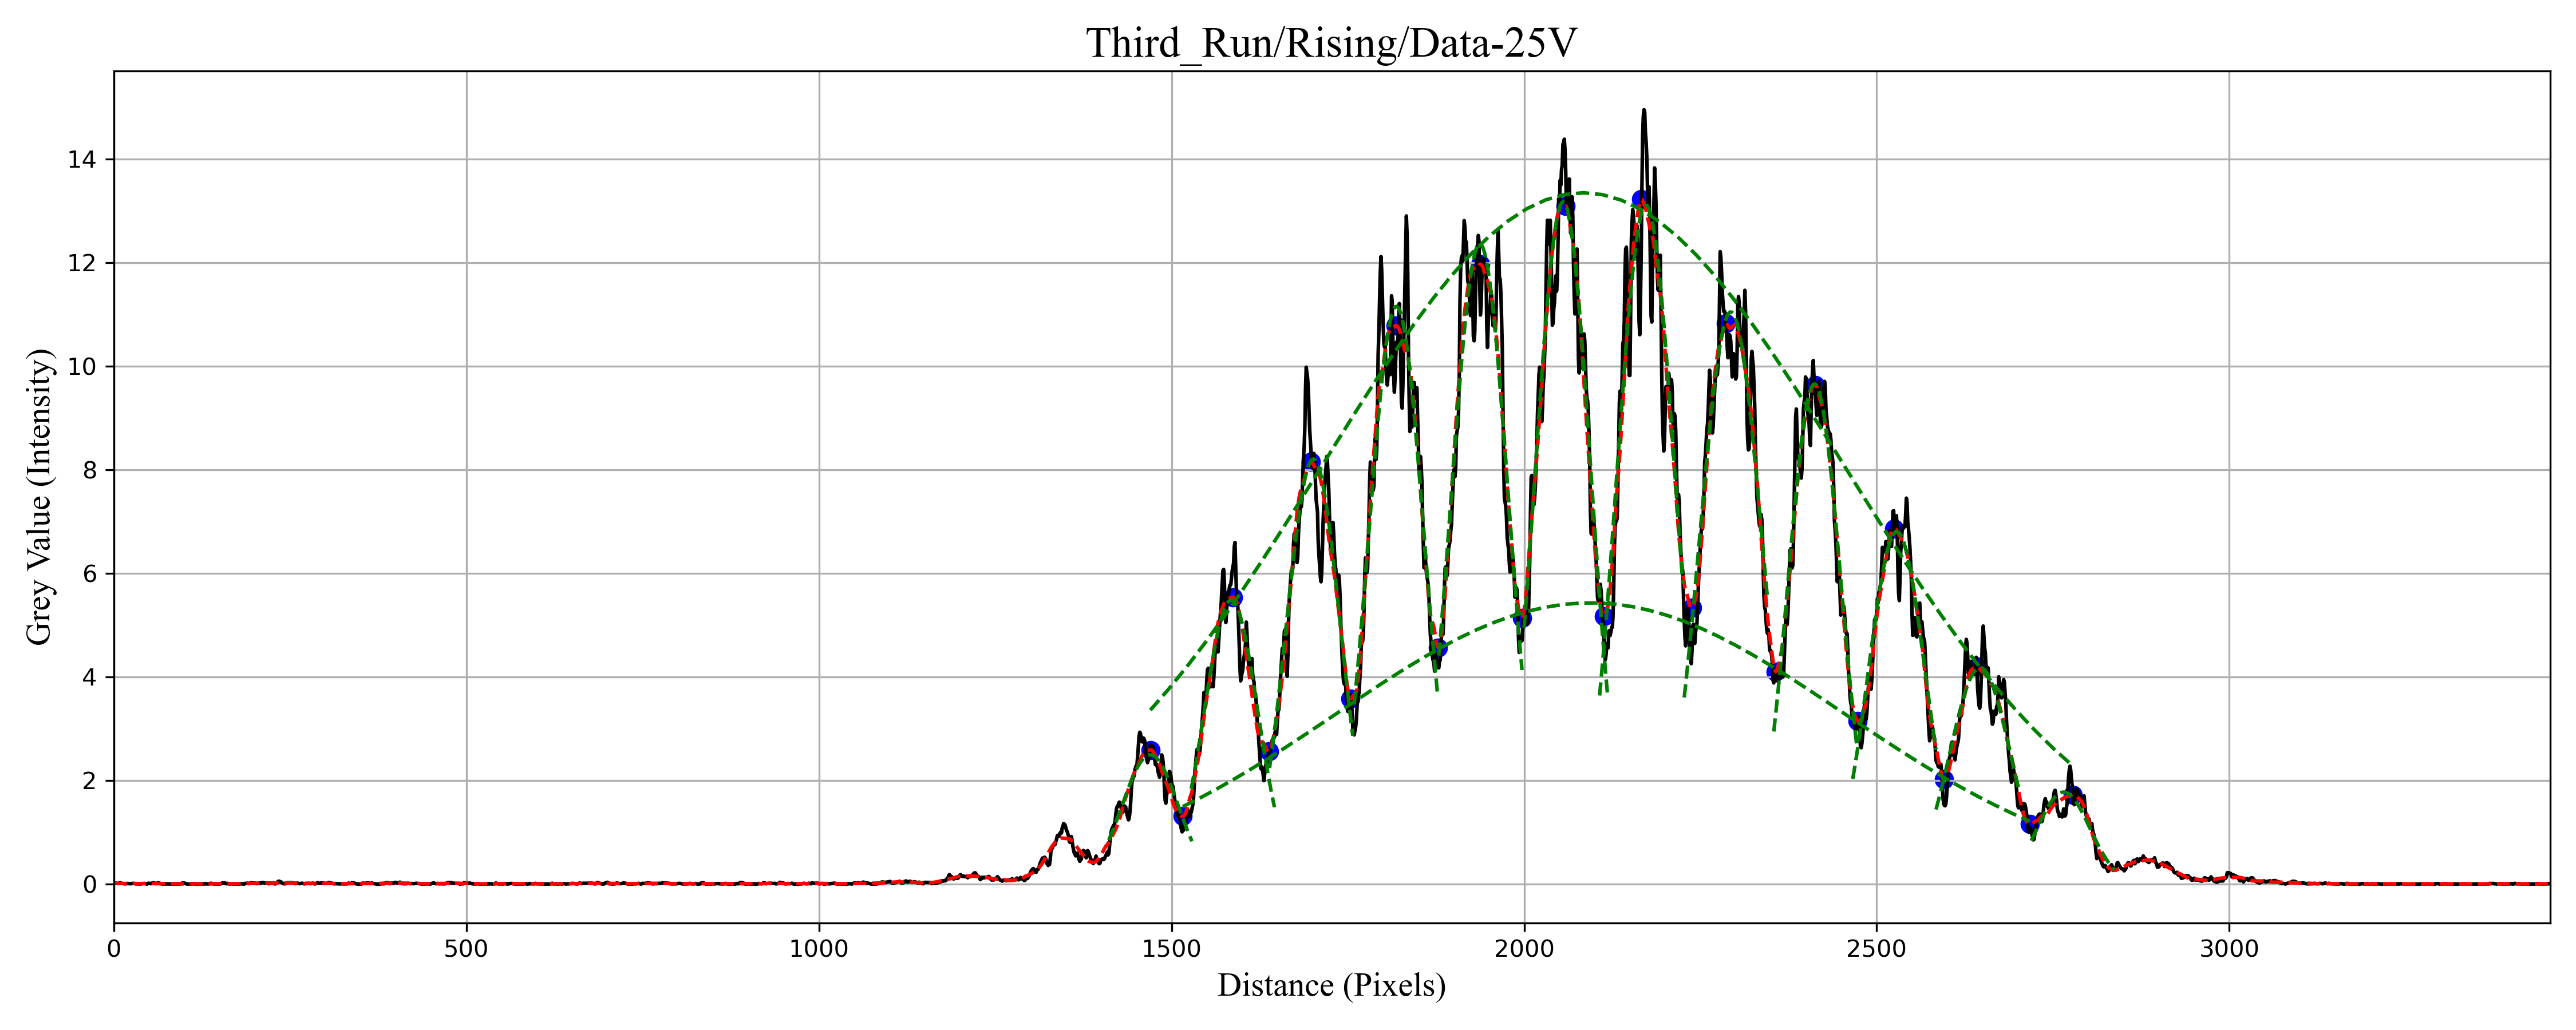 Third_Run/Rising/Data-25V
Grey Value (Intensity)
14
12
10
8
6
4
2
0
0 500 1000 1500 2000 2500 3000
Distance (Pixels)